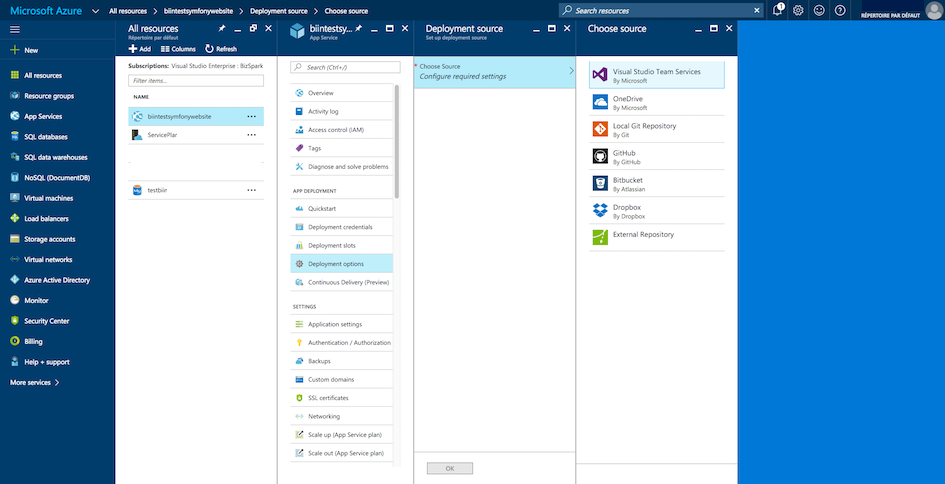 Microsoft Azure
All resources > biintestsymfonywebsite > Deployment source > Choose source
Search resources
1
RÉPERTOIRE PAR DÉFAUT
New
All resources
Resource groups
App Services
SQL databases
SQL data warehouses
NoSQL (DocumentDB)
Virtual machines
Load balancers
Storage accounts
Virtual networks
Azure Active Directory
Monitor
Security Center
Billing
Help + support
More services >
All resources
Répertoire par défaut
Add Columns Refresh
Subscriptions: Visual Studio Enterprise : BizSpark
Filter items...
NAME
biintestsymfonywebsite ...
ServicePlar ...
testbiir ...
biintestsy...
App Service
Search (Ctrl+/)
Overview
Activity log
Access control (IAM)
Tags
Diagnose and solve problems
APP DEPLOYMENT
Quickstart
Deployment credentials
Deployment slots
Deployment options
Continuous Delivery (Preview)
SETTINGS
Application settings
Authentication / Authorization
Backups
Custom domains
SSL certificates
Networking
Scale up (App Service plan)
Scale out (App Service plan)
Deployment source
Set up deployment source
* Choose Source
Configure required settings
OK
Choose source
Visual Studio Team Services
By Microsoft
OneDrive
By Microsoft
Local Git Repository
By Git
GitHub
By GitHub
Bitbucket
By Atlassian
Dropbox
By Dropbox
External Repository